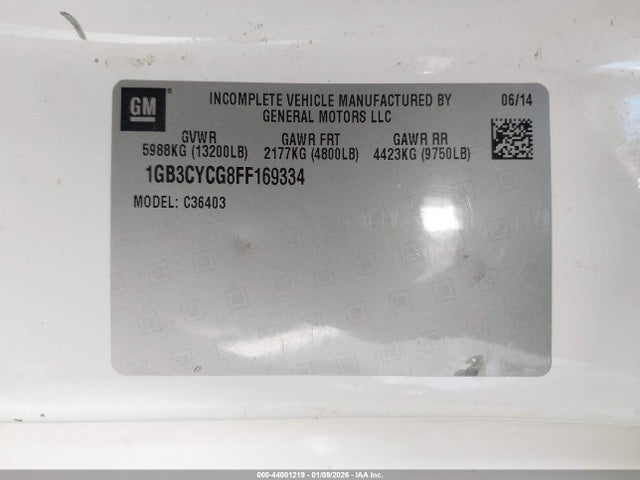 GM
INCOMPLETE VEHICLE MANUFACTURED BY
GENERAL MOTORS LLC
06/14
GVWR GAWR FRT GAWR RR
5988KG (13200LB) 2177KG (4800LB) 4423KG (9750LB)
1GB3CYCG8FF169334
MODEL: C36403
000-44001219 - 01/09/2026 - IAA Inc.